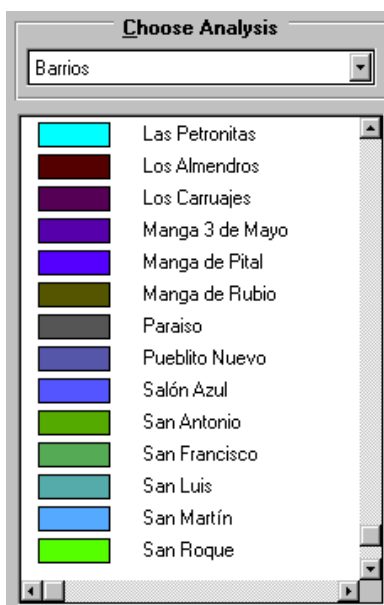 Choose Analysis
Barrios
Las Petronitas
Los Almendros
Los Carruajes
Manga 3 de Mayo
Manga de Pital
Manga de Rubio
Paraiso
Pueblito Nuevo
Salón Azul
San Antonio
San Francisco
San Luis
San Martín
San Roque